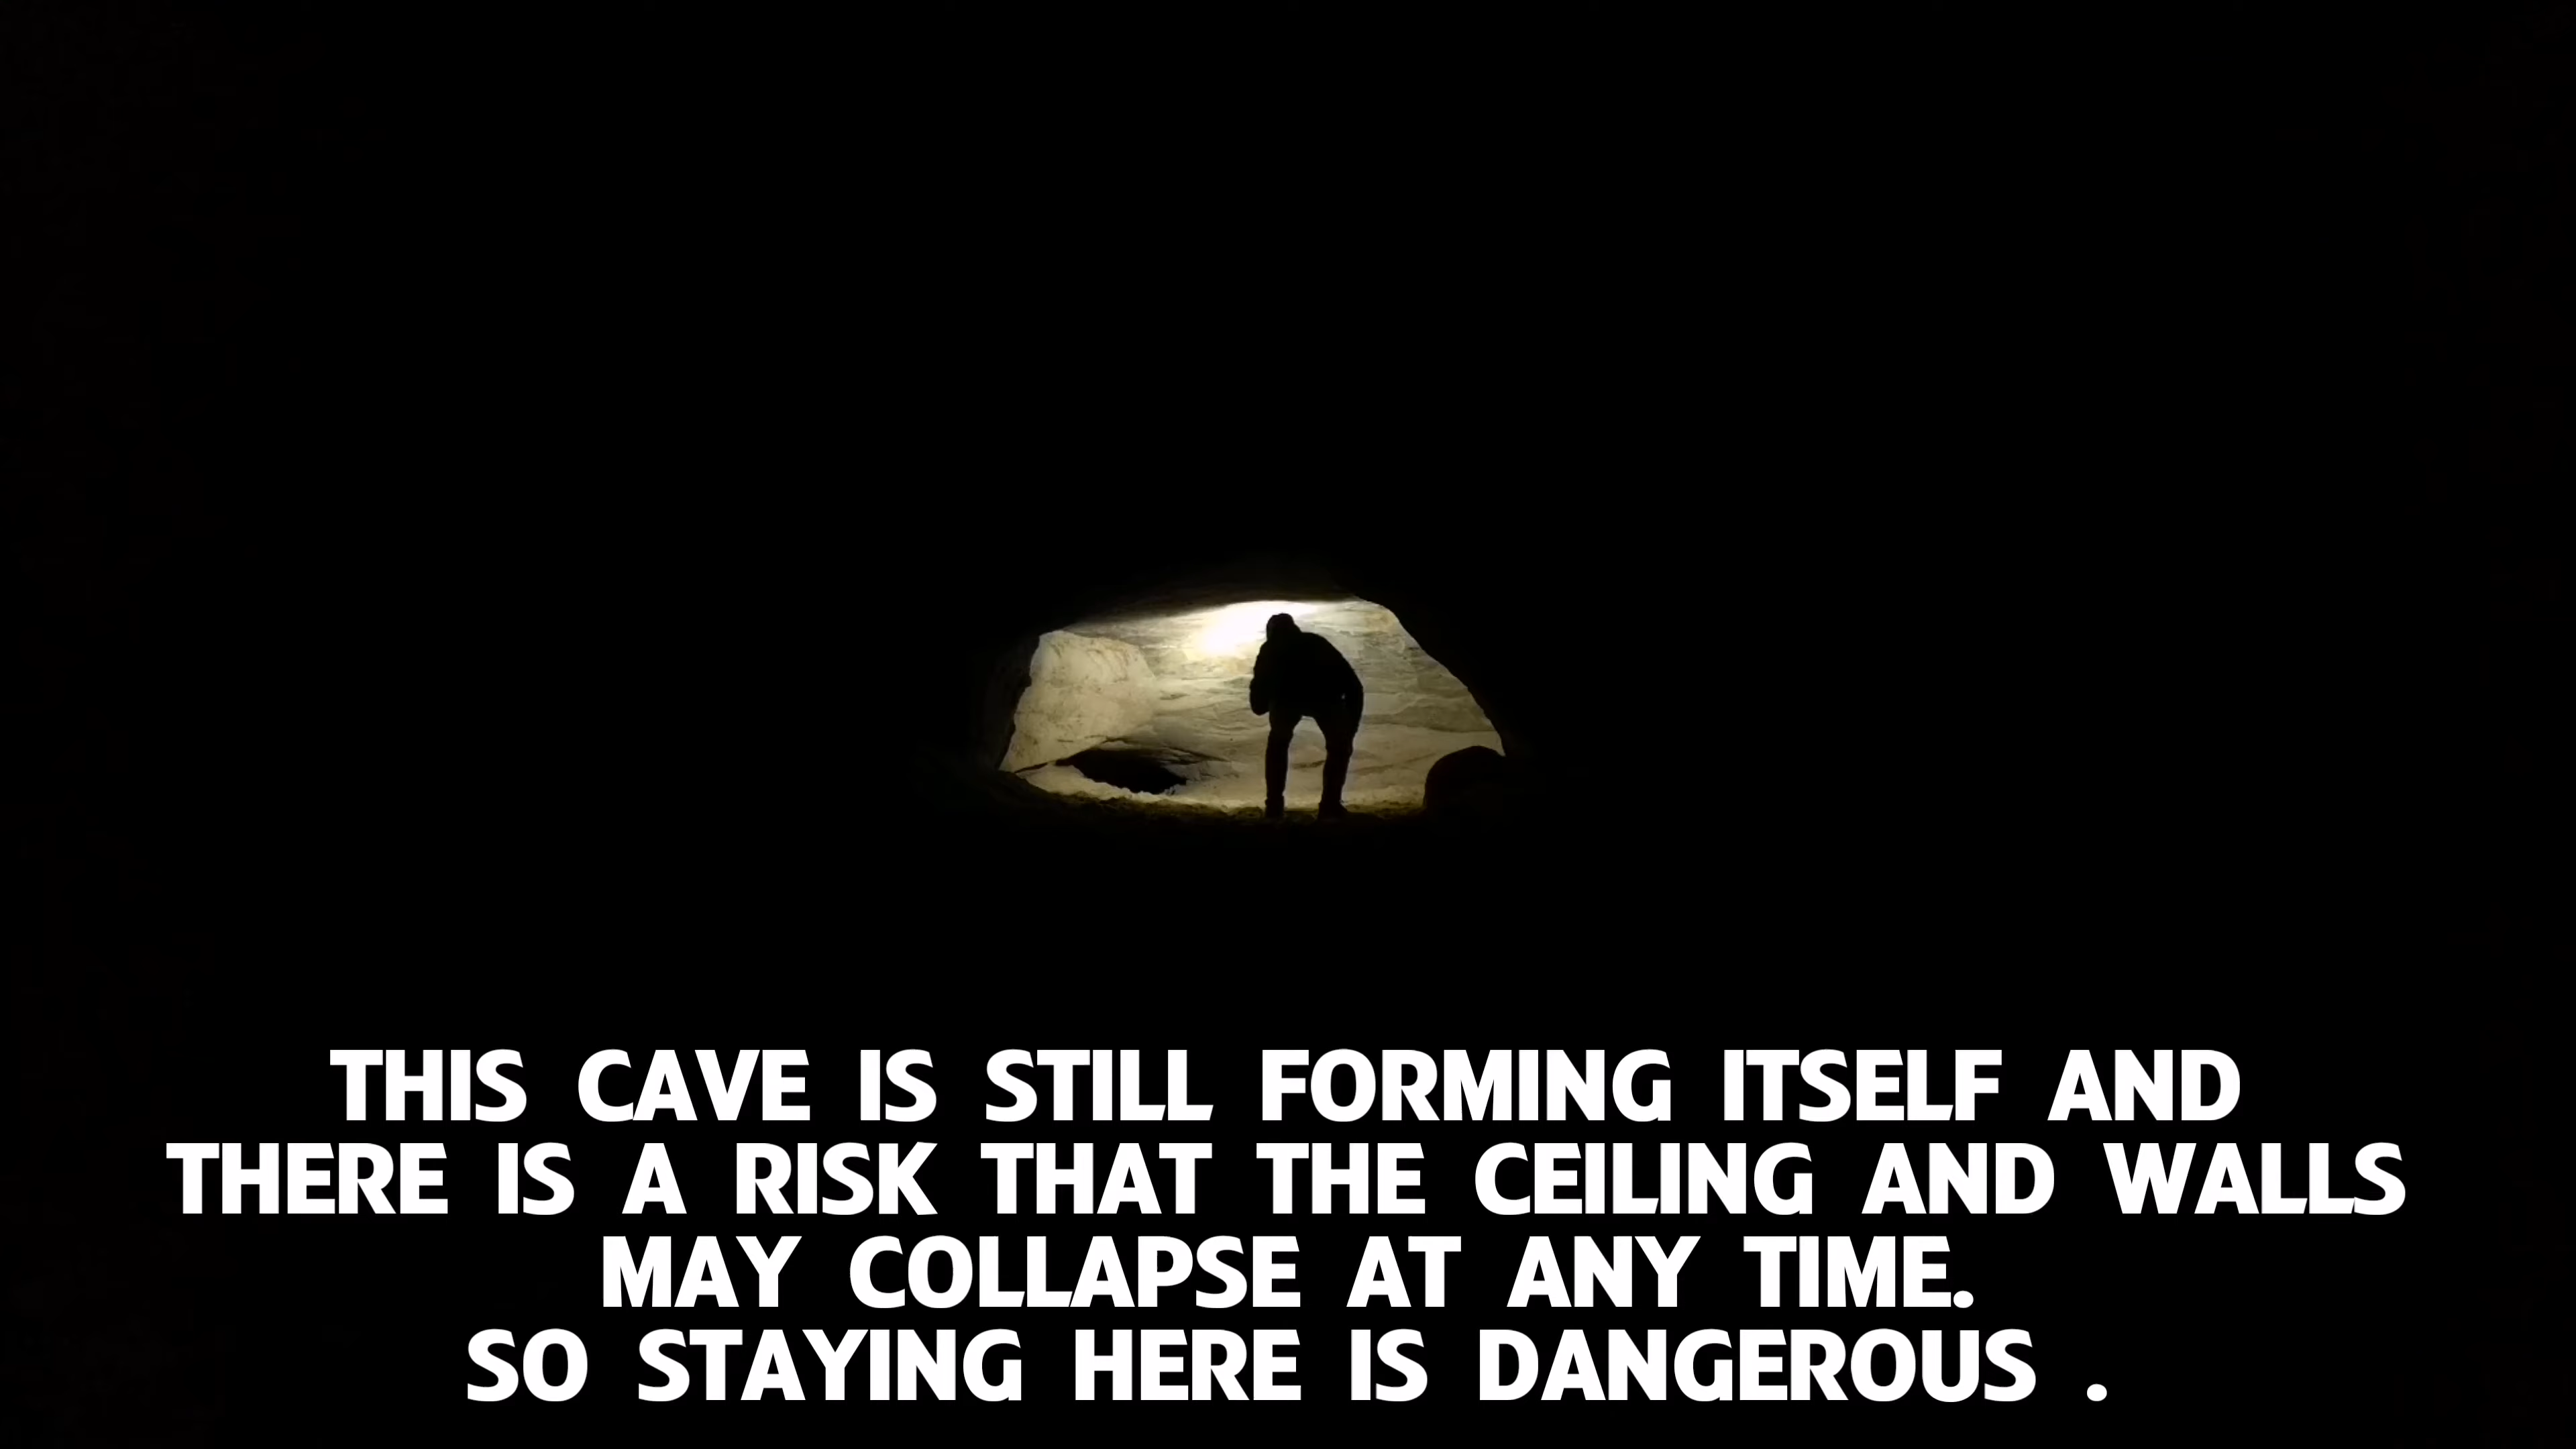 THIS CAVE IS STILL FORMING ITSELF AND
THERE IS A RISK THAT THE CEILING AND WALLS
MAY COLLAPSE AT ANY TIME.
SO STAYING HERE IS DANGEROUS .